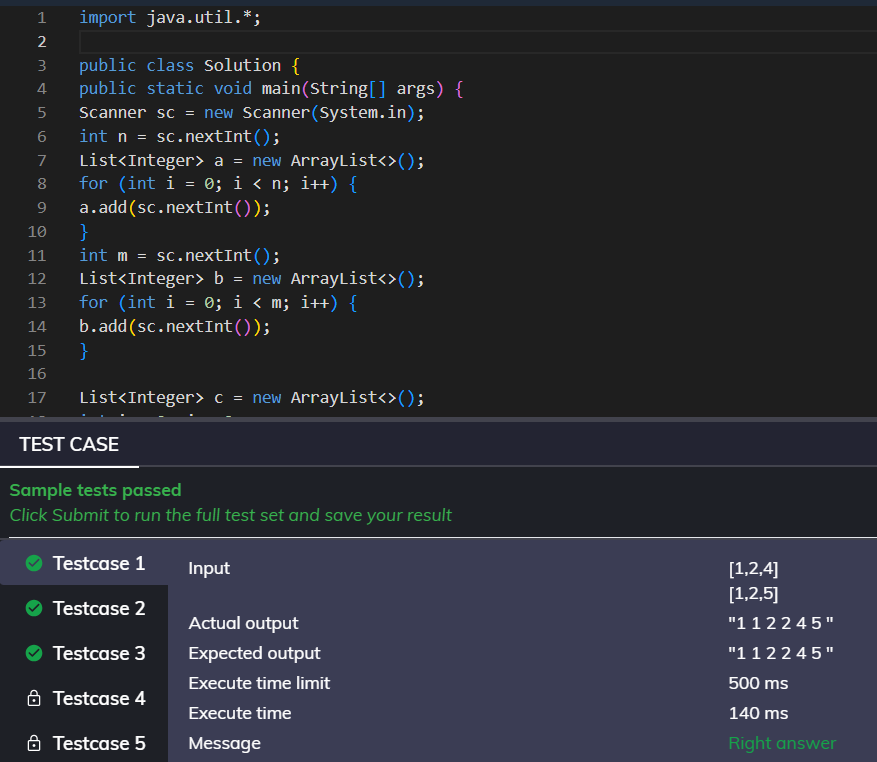 1 import java.util.*;
2
3 public class Solution {
4 public static void main(String[] args) {
5 Scanner sc = new Scanner(System.in);
6 int n = sc.nextInt();
7 List<Integer> a = new ArrayList<>();
8 for (int i = 0; i < n; i++) {
9 a.add(sc.nextInt());
10 }
11 int m = sc.nextInt();
12 List<Integer> b = new ArrayList<>();
13 for (int i = 0; i < m; i++) {
14 b.add(sc.nextInt());
15 }
16
17 List<Integer> c = new ArrayList<>();
TEST CASE
Sample tests passed
Click Submit to run the full test set and save your result
Testcase 1
Testcase 2
Testcase 3
Testcase 4
Testcase 5
Input [1,2,4]
[1,2,5]
Actual output "1 1 2 2 4 5 "
Expected output "1 1 2 2 4 5 "
Execute time limit 500 ms
Execute time 140 ms
Message Right answer